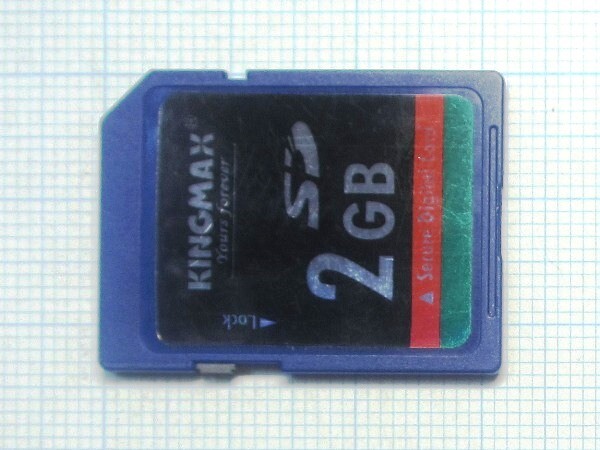 KINGMAX®
Yours forever
SD
2GB
▲ Secure Digital Card
Lock ◄